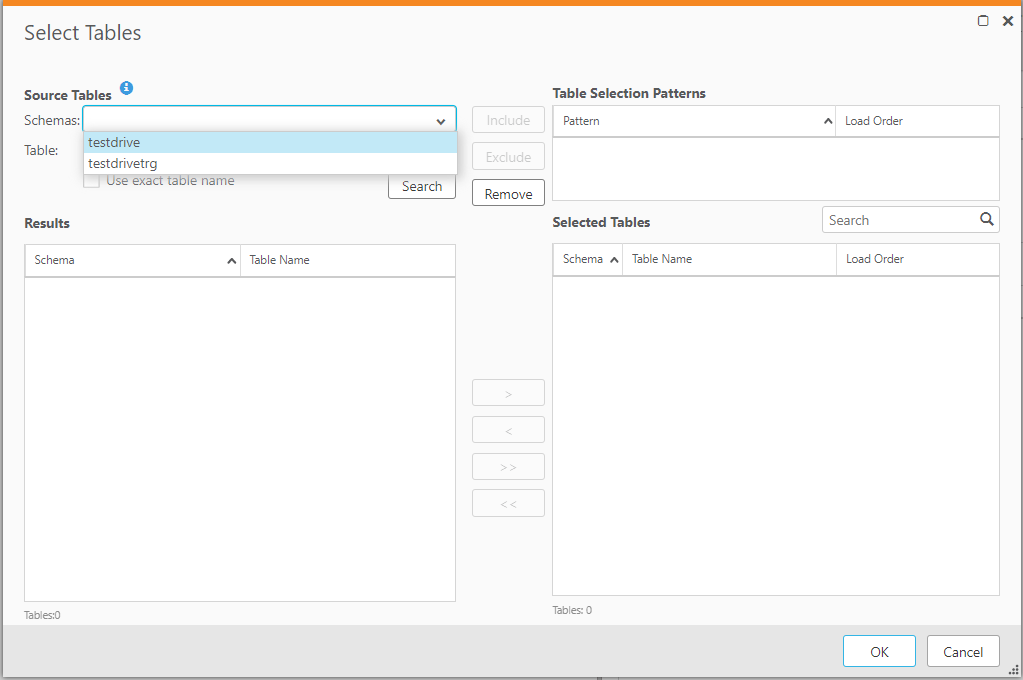 Select Tables
Source Tables
Schemas:
testdrive
testdrivetrg
Table:
Use exact table name
Search
Include
Exclude
Remove
Table Selection Patterns
Pattern Load Order
Results
Schema Table Name
Tables:0
>
<
>>
<<
Selected Tables
Search
Schema Table Name Load Order
Tables: 0
OK Cancel